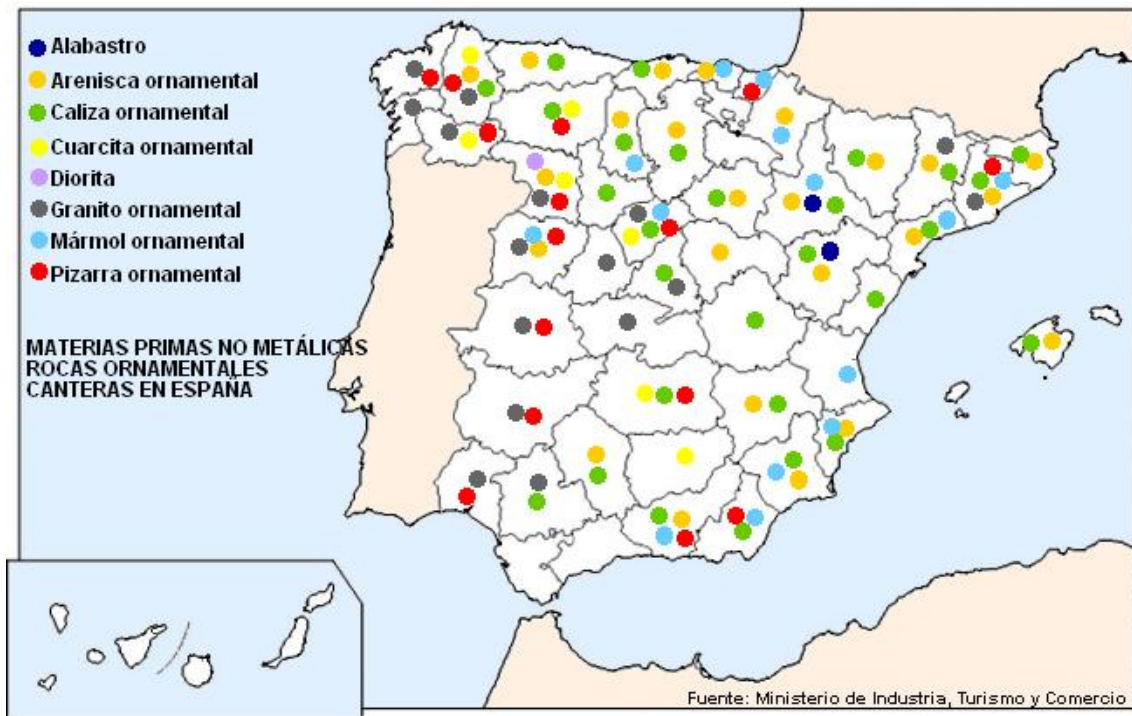 Alabastro
Arenisca ornamental
Caliza ornamental
Cuarcita ornamental
Diorita
Granito ornamental
Mármol ornamental
Pizarra ornamental
MATERIAS PRIMAS NO METÁLICAS
ROCAS ORNAMENTALES
CANTERAS EN ESPAÑA
Fuente: Ministerio de Industria, Turismo y Comercio